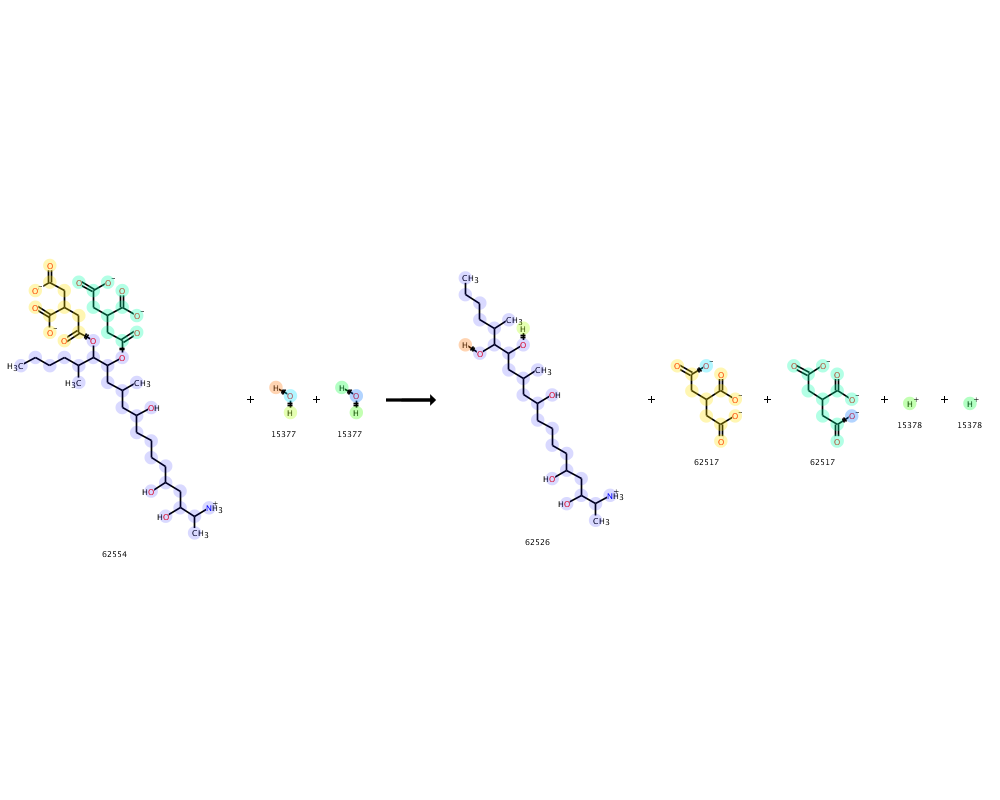 62554
+
15377
+
15377
62526
+
62517
+
62517
+
15378
+
15378
H₃C
H₃C
CH₃
OH
HO
HO
NH₃⁺
CH₃
O
O⁻
O
O⁻
O
O
O
O⁻
O
O⁻
O
O
H
O
H
H
O
H
CH₃
CH₃
H
H
O
O
CH₃
OH
HO
HO
NH₃⁺
CH₃
O
O⁻
O
O⁻
O⁻
O
O
O⁻
O
O⁻
O⁻
O
H⁺
H⁺